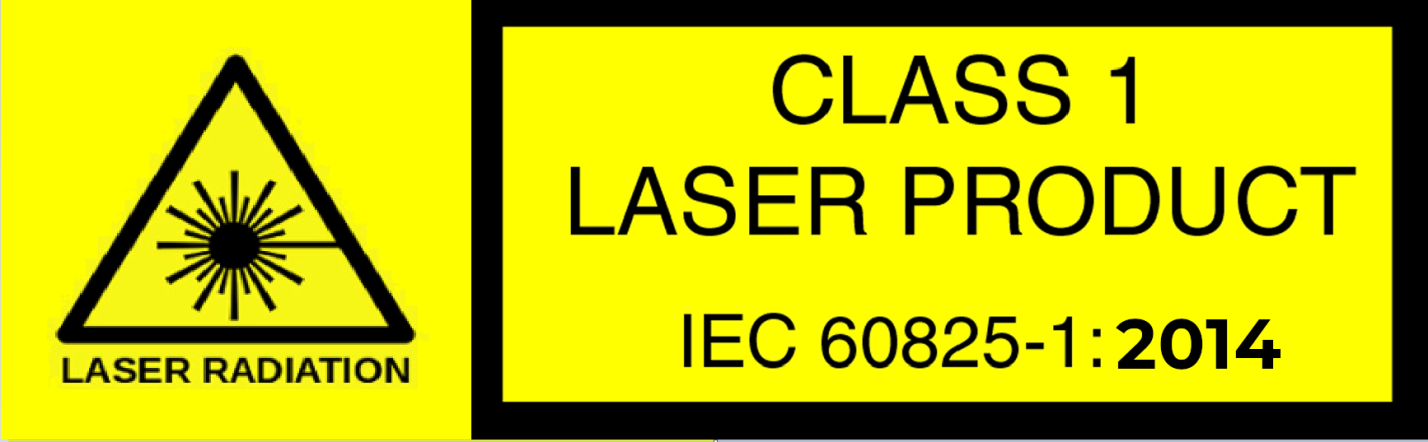 LASER RADIATION
CLASS 1
LASER PRODUCT
IEC 60825-1:2014